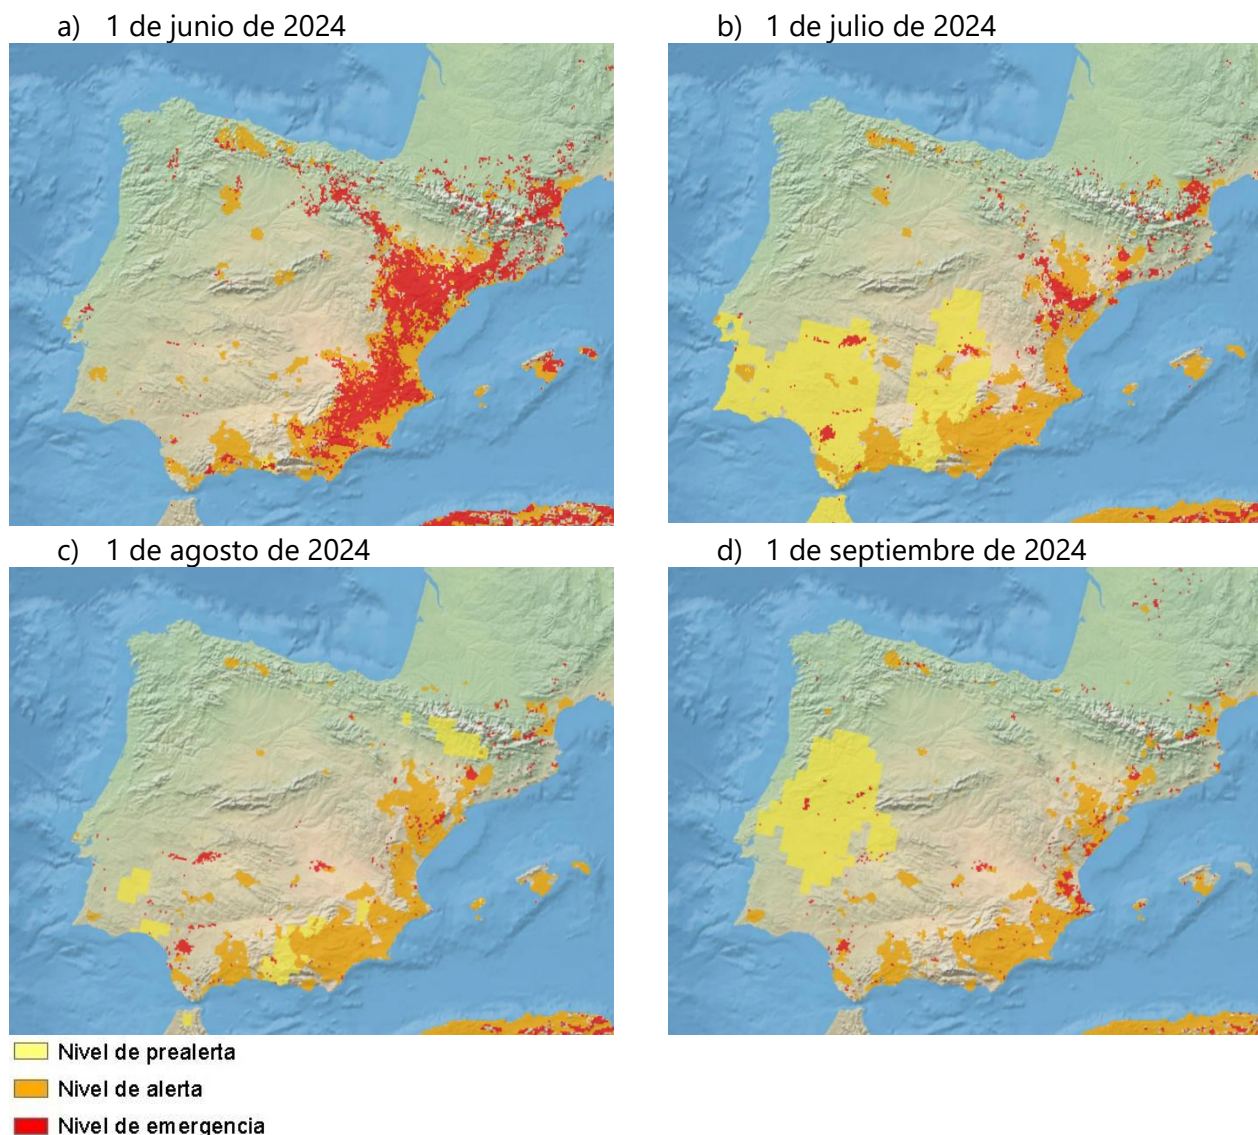 a) 1 de junio de 2024
b) 1 de julio de 2024
c) 1 de agosto de 2024
d) 1 de septiembre de 2024
Nivel de prealerta
Nivel de alerta
Nivel de emergencia